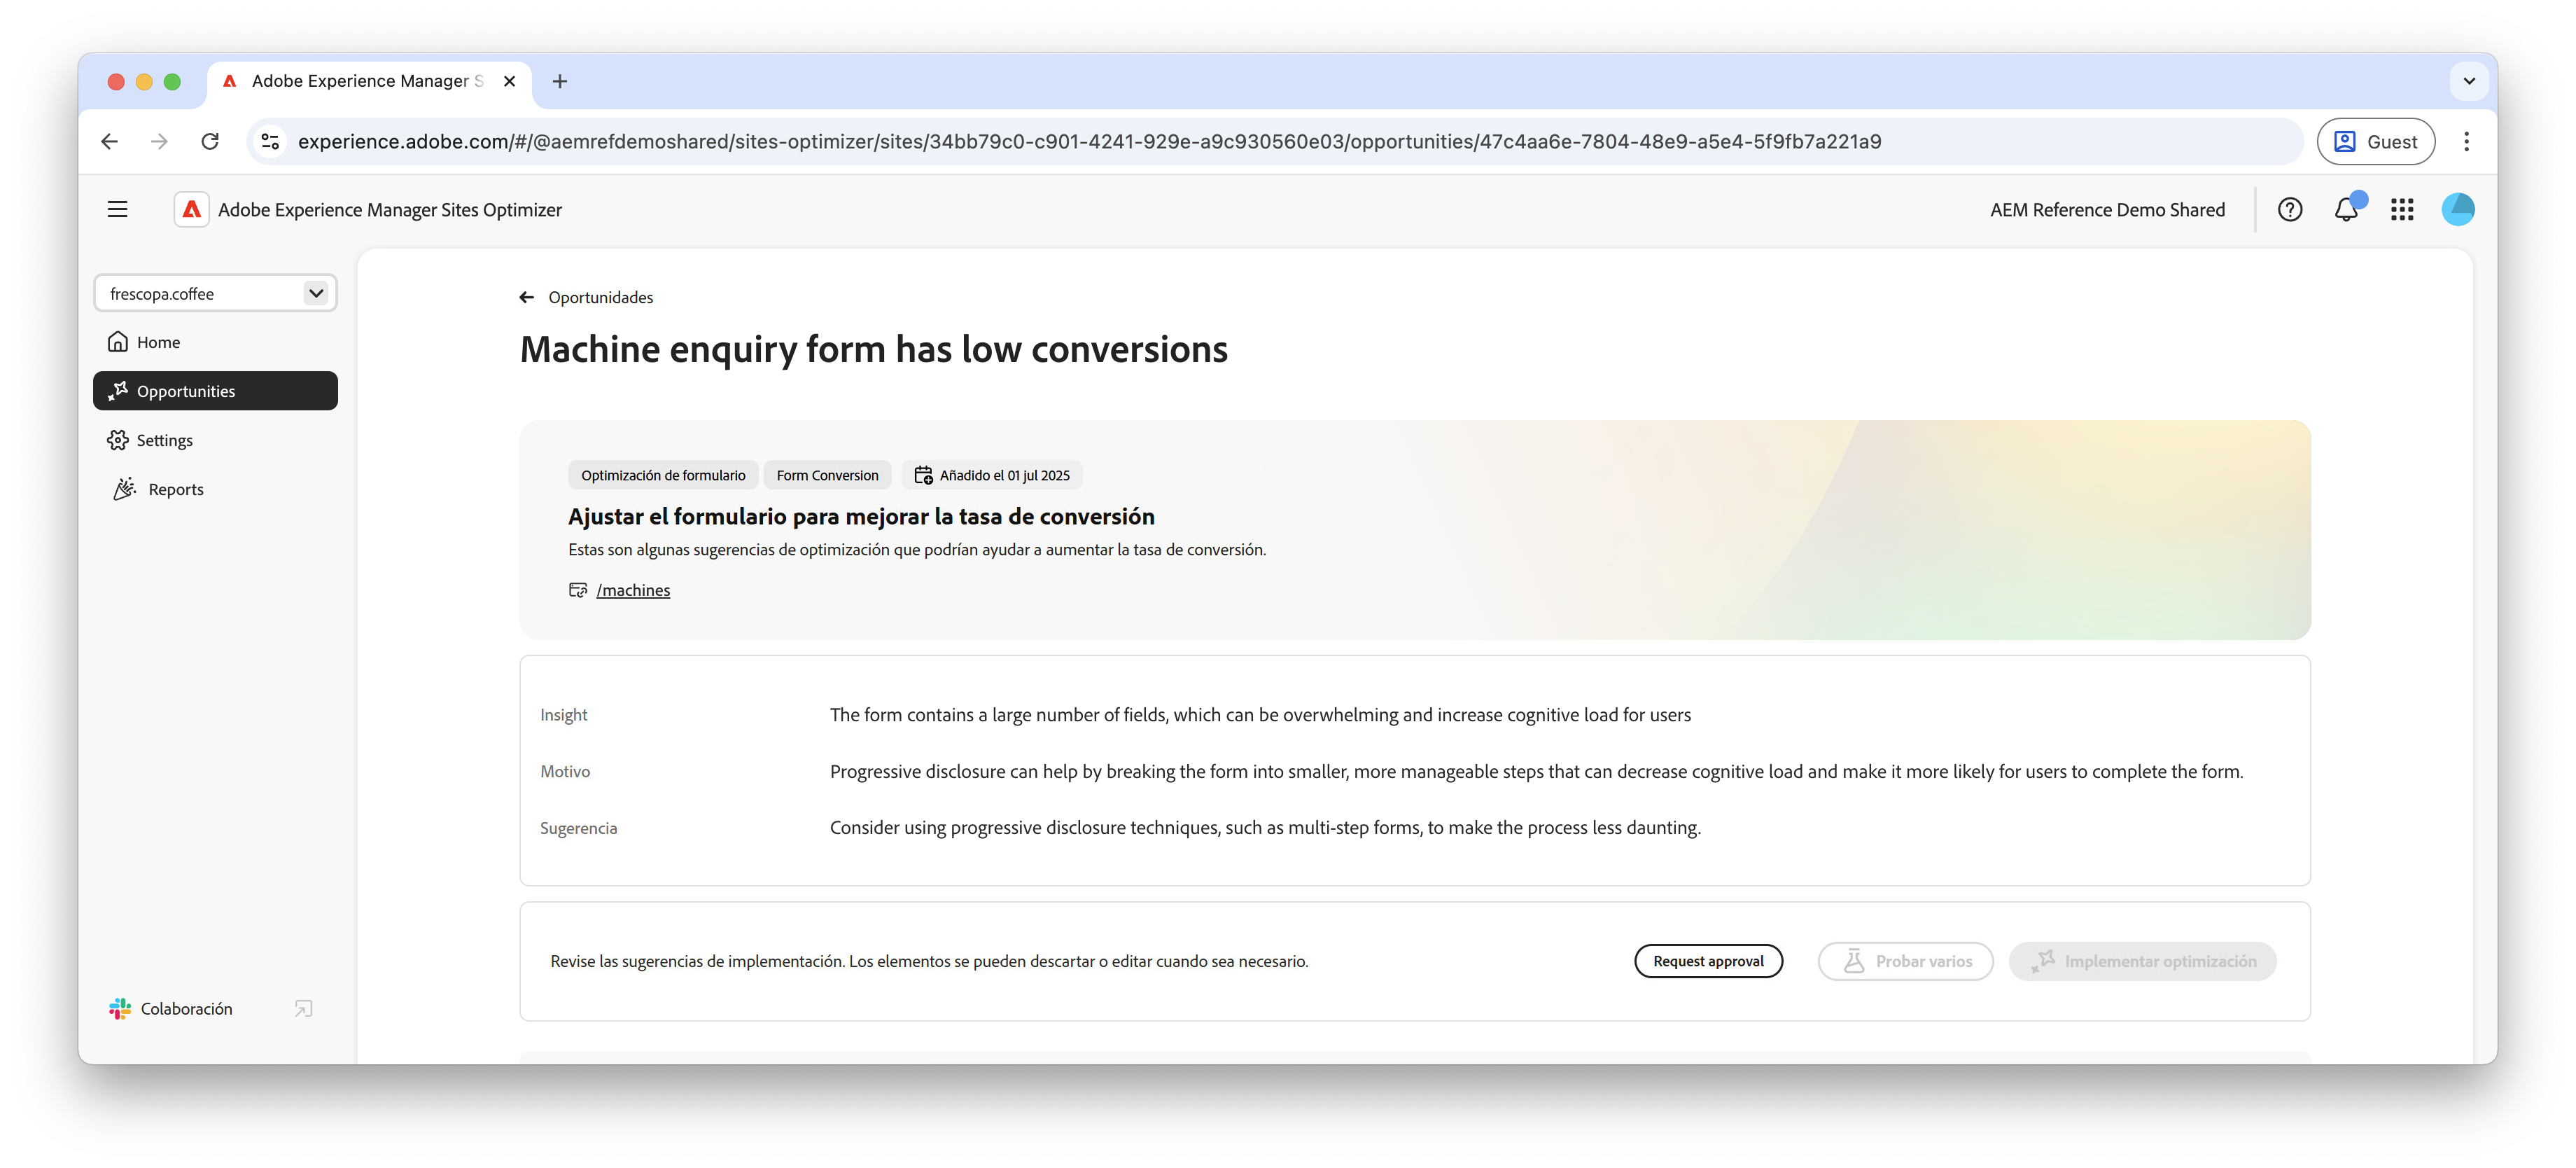 Adobe Experience Manager S
experience.adobe.com/#/@aemrefdemoshared/sites-optimizer/sites/34bb79c0-c901-4241-929e-a9c930560e03/opportunities/47c4aa6e-7804-48e9-a5e4-5f9fb7a221a9
Guest
Adobe Experience Manager Sites Optimizer
AEM Reference Demo Shared
frescopa.coffee
Home
Opportunities
Settings
Reports
Colaboración
Oportunidades
Machine enquiry form has low conversions
Optimización de formulario
Form Conversion
Añadido el 01 jul 2025
Ajustar el formulario para mejorar la tasa de conversión
Estas son algunas sugerencias de optimización que podrían ayudar a aumentar la tasa de conversión.
/machines
Insight
The form contains a large number of fields, which can be overwhelming and increase cognitive load for users
Motivo
Progressive disclosure can help by breaking the form into smaller, more manageable steps that can decrease cognitive load and make it more likely for users to complete the form.
Sugerencia
Consider using progressive disclosure techniques, such as multi-step forms, to make the process less daunting.
Revise las sugerencias de implementación. Los elementos se pueden descartar o editar cuando sea necesario.
Request approval
Probar varios
Implementar optimización